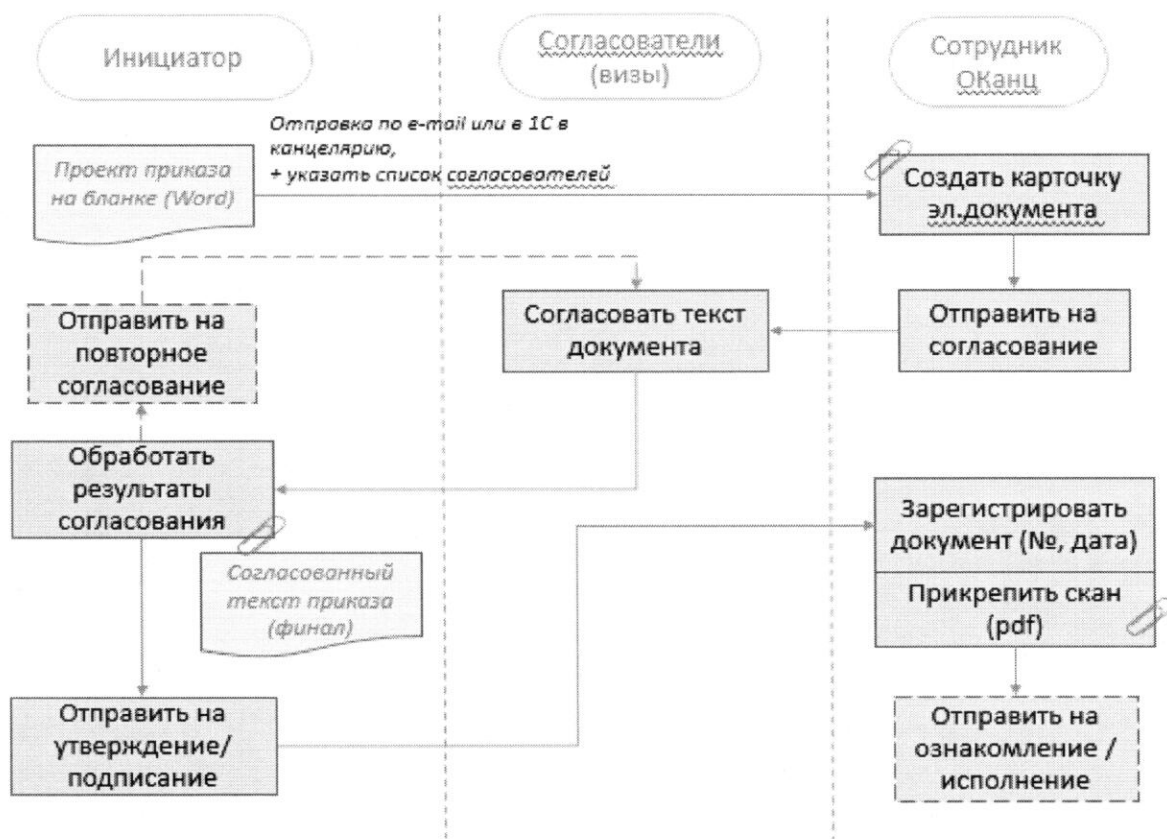 Инициатор
Согласователи
(визы)
Сотрудник
ОКанц
Отправка по e-mail или в 1С в
канцелярию,
+ указать список согласователей
Проект приказа
на бланке (Word)
Создать карточку
эл.документа
Отправить на
повторное
согласование
Согласовать текст
документа
Отправить на
согласование
Обработать
результаты
согласования
Согласованный
текст приказа
(финал)
Зарегистрировать
документ (№, дата)
Прикрепить скан
(pdf)
Отправить на
утверждение/
подписание
Отправить на
ознакомление /
исполнение